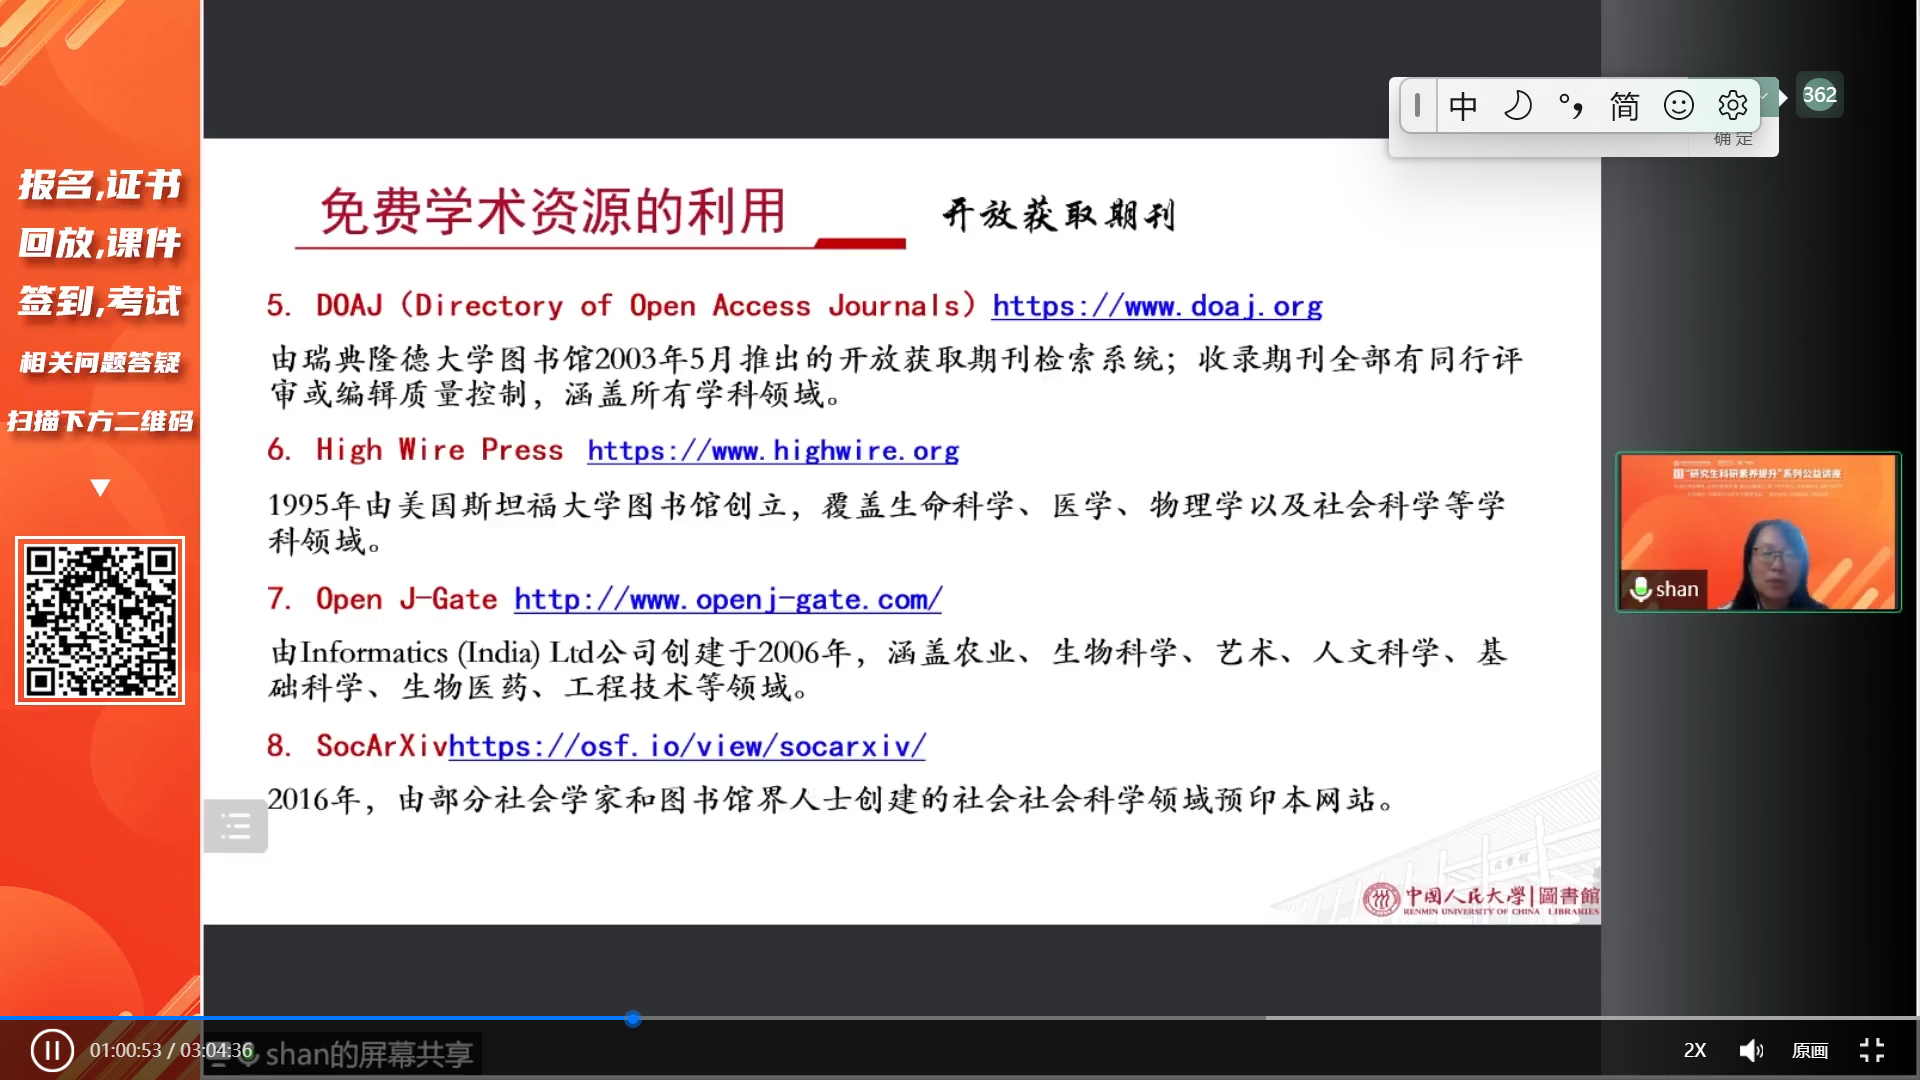 报名,证书
回放,课件
签到,考试
相关问题答疑
扫描下方二维码
中 简
确定
362
免费学术资源的利用 开放获取期刊
5. DOAJ（Directory of Open Access Journals）https://www.doaj.org
由瑞典隆德大学图书馆2003年5月推出的开放获取期刊检索系统；收录期刊全部有同行评
审或编辑质量控制，涵盖所有学科领域。
6. High Wire Press https://www.highwire.org
1995年由美国斯坦福大学图书馆创立，覆盖生命科学、医学、物理学以及社会科学等学
科领域。
7. Open J-Gate http://www.openj-gate.com/
由Informatics (India) Ltd公司创建于2006年，涵盖农业、生物科学、艺术、人文科学、基
础科学、生物医药、工程技术等领域。
8. SocArXivhttps://osf.io/view/socarxiv/
2016年，由部分社会学家和图书馆界人士创建的社会社会科学领域预印本网站。
中国人民大学|圖書館
RENMIN UNIVERSITY OF CHINA LIBRARIES
"研究生科研素养提升"系列公益讲座
shan
01:00:53 / 03:04:36
shan的屏幕共享
2X
原画